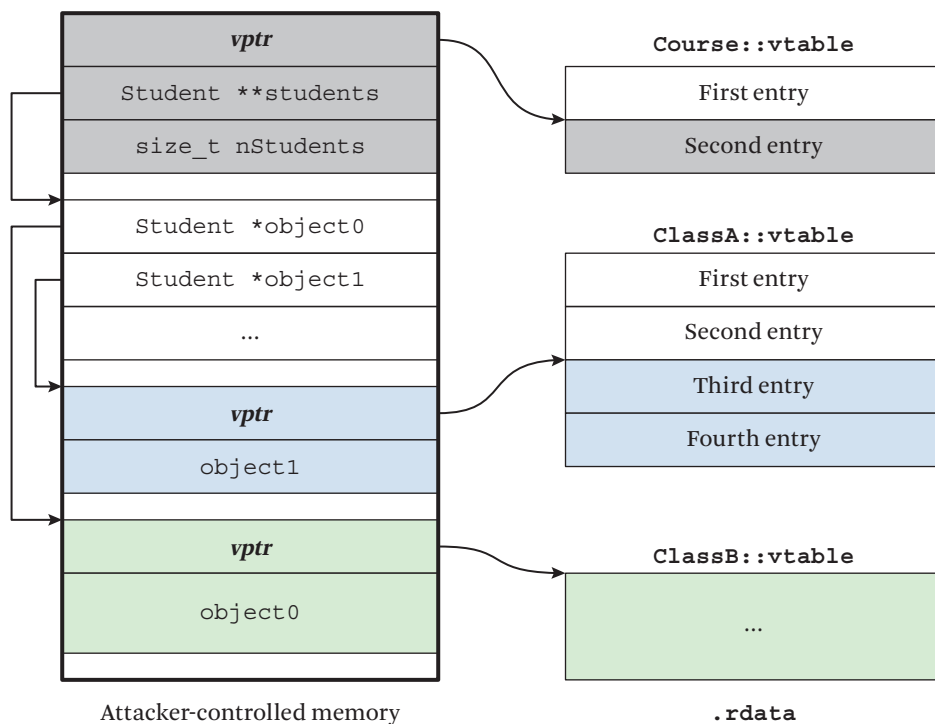 vptr
Student **students
size_t nStudents
Student *object0
Student *object1
...
vptr
object1
vptr
object0
Attacker-controlled memory
Course::vtable
First entry
Second entry
ClassA::vtable
First entry
Second entry
Third entry
Fourth entry
ClassB::vtable
...
.rdata